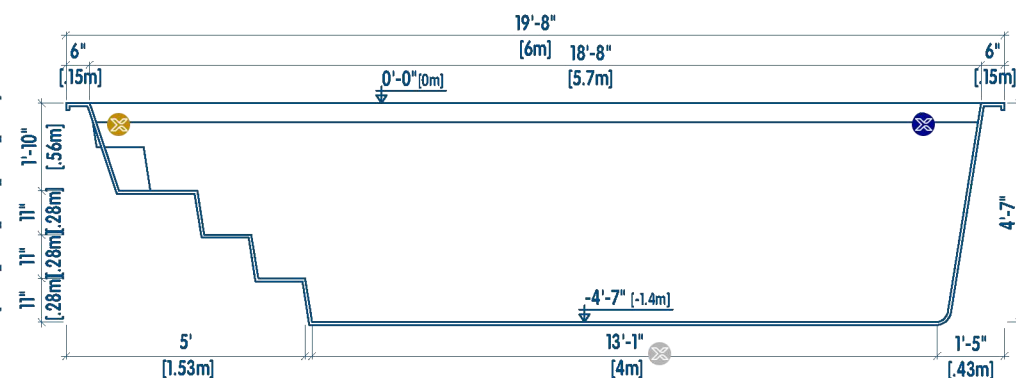 19'-8"
[6m]
6"
18'-8"
6"
[.15m]
[5.7m]
[.15m]
0'-0" [0m]
1'-10"
[.56m]
11"
[.28m]
11"
[.28m]
11"
[.28m]
4'-7"
-4'-7" [-1.4m]
5'
[1.53m]
13'-1"
[4m]
1'-5"
[.43m]